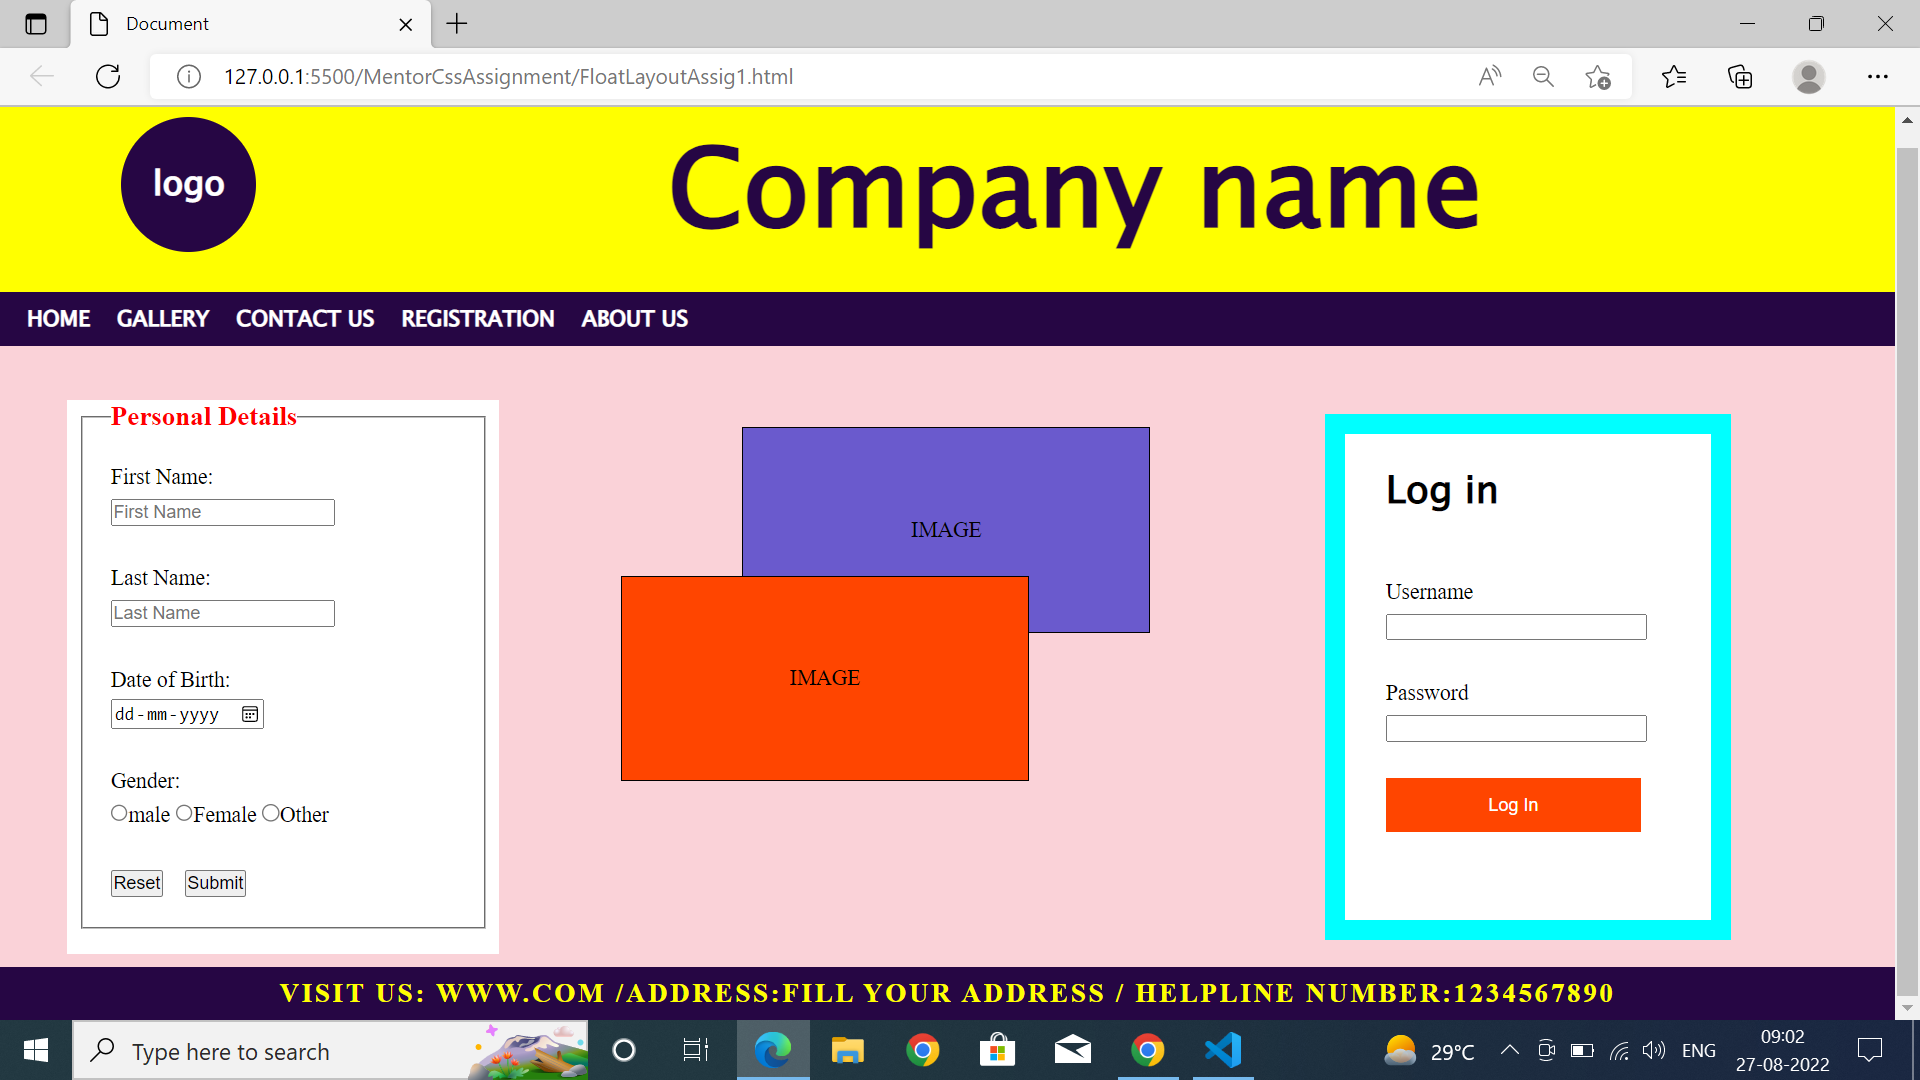 Document
127.0.0.1:5500/MentorCssAssignment/FloatLayoutAssig1.html
logo
Company name
HOME GALLERY CONTACT US REGISTRATION ABOUT US
Personal Details
First Name:
First Name
Last Name:
Last Name
Date of Birth:
dd-mm-yyyy
Gender:
male Female Other
Reset Submit
IMAGE
IMAGE
Log in
Username
Password
Log In
VISIT US: WWW.COM /ADDRESS:FILL YOUR ADDRESS / HELPLINE NUMBER:1234567890
Type here to search
29°C
ENG
09:02
27-08-2022